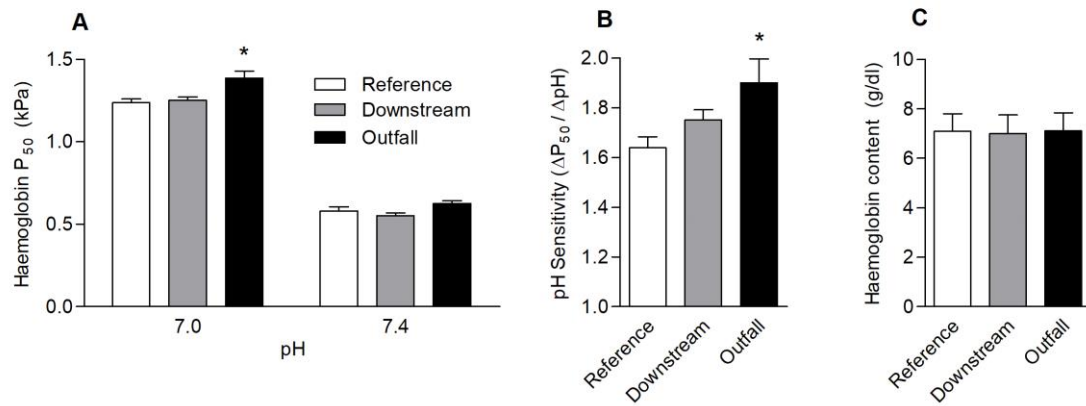 A
Haemoglobin P50 (kPa)
1.5
1.0
0.5
0.0
*
Reference
Downstream
Outfall
7.0
7.4
pH
B
pH Sensitivity (ΔP50 / ΔpH)
2.0
1.8
1.6
1.4
1.2
1.0
*
Reference
Downstream
Outfall
C
Haemoglobin content (g/dl)
10
8
6
4
2
0
Reference
Downstream
Outfall